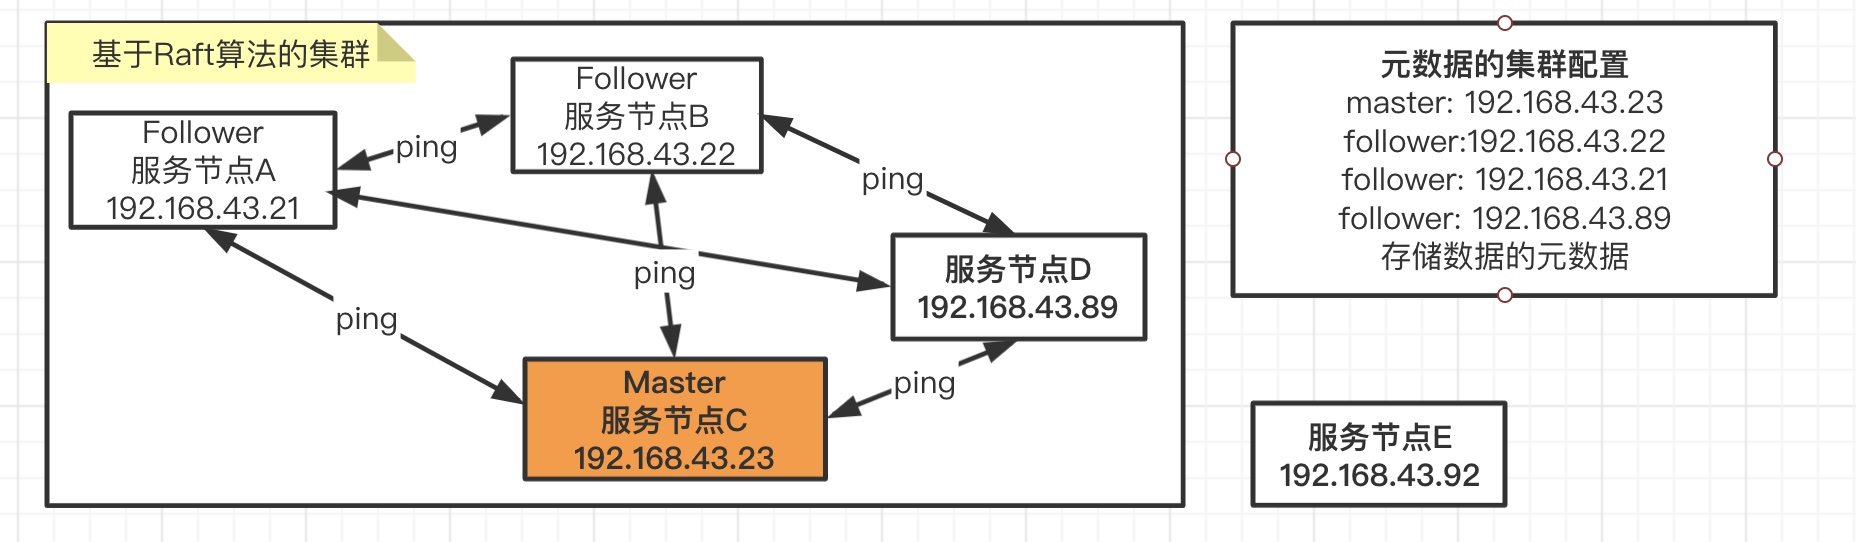 基于Raft算法的集群
Follower
服务节点A
192.168.43.21
Follower
服务节点B
192.168.43.22
ping
ping
ping
ping
ping
服务节点D
192.168.43.89
Master
服务节点C
192.168.43.23
元数据的集群配置
master: 192.168.43.23
follower:192.168.43.22
follower: 192.168.43.21
follower: 192.168.43.89
存储数据的元数据
服务节点E
192.168.43.92